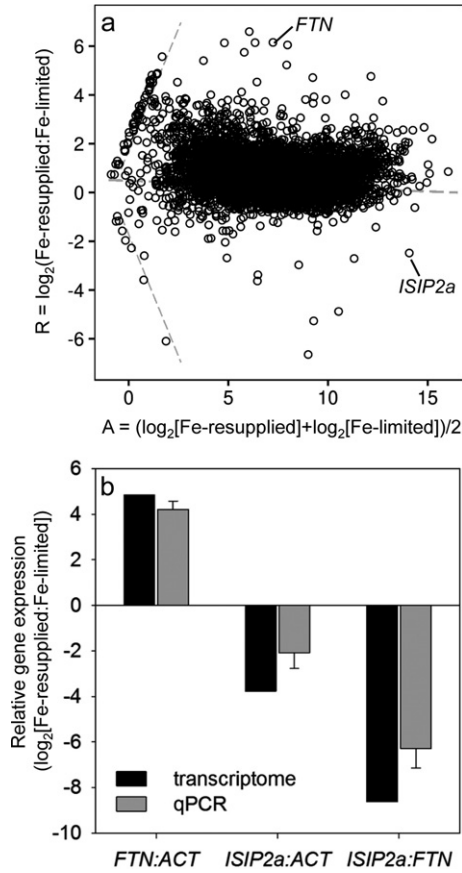 a
FTN
6
4
2
0
-2
-4
-6
R = log₂(Fe-resupplied:Fe-limited)
ISIP2a
0 5 10 15
A = (log₂[Fe-resupplied]+log₂[Fe-limited])/2
b
6
4
2
0
-2
-4
-6
-8
-10
Relative gene expression
(log₂[Fe-resupplied:Fe-limited])
transcriptome
qPCR
FTN:ACT ISIP2a:ACT ISIP2a:FTN